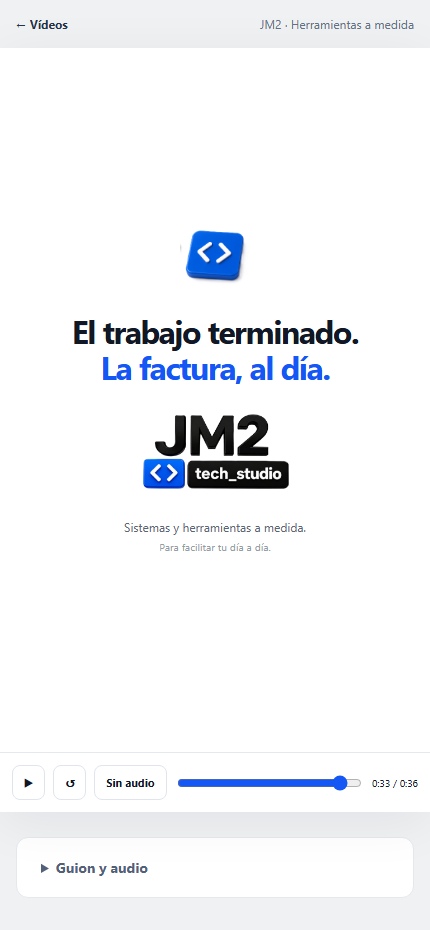 ← Vídeos
JM2 · Herramientas a medida
El trabajo terminado.
La factura, al día.
JM2
<> tech_studio
Sistemas y herramientas a medida.
Para facilitar tu día a día.
▶ ↺ Sin audio 0:33 / 0:36
▶ Guion y audio